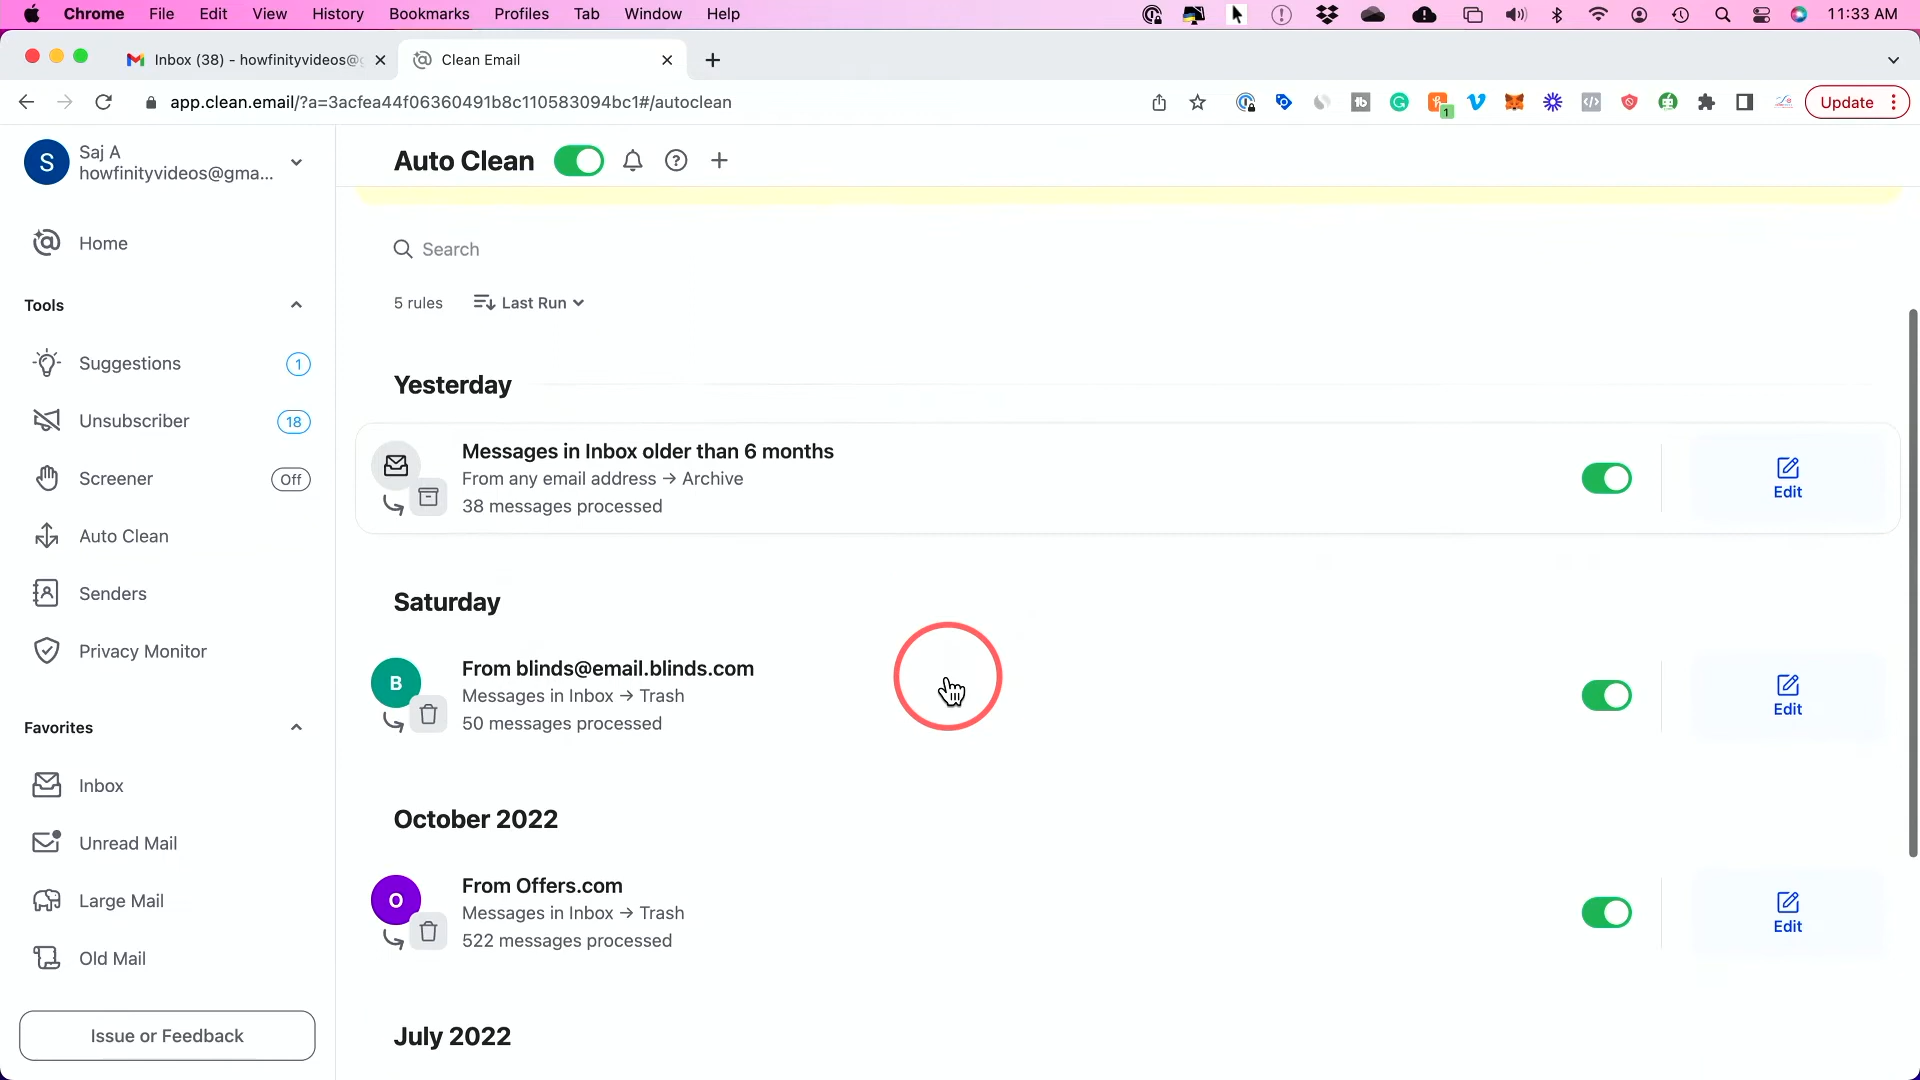 Chrome File Edit View History Bookmarks Profiles Tab Window Help 11:33 AM
Inbox (38) - howfinityvideos@g
Clean Email
app.clean.email/?a=3acfea44f06360491b8c110583094bc1#/autoclean
1
Update
S
Saj A
howfinityvideos@gma...
Home
Tools
Suggestions 1
Unsubscriber 18
Screener Off
Auto Clean
Senders
Privacy Monitor
Favorites
Inbox
Unread Mail
Large Mail
Old Mail
Issue or Feedback
Auto Clean
Search
5 rules Last Run
Yesterday
Messages in Inbox older than 6 months
From any email address → Archive
38 messages processed
Edit
Saturday
B
From blinds@email.blinds.com
Messages in Inbox → Trash
50 messages processed
Edit
October 2022
O
From Offers.com
Messages in Inbox → Trash
522 messages processed
Edit
July 2022